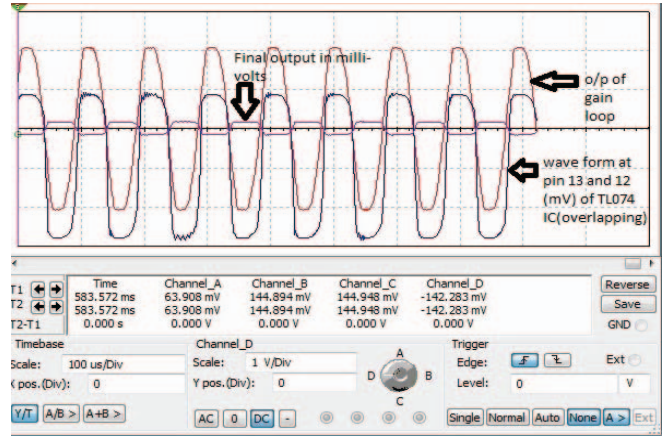 Final output in milli-
volts
o/p of
gain
loop
wave form at
pin 13 and 12
(mV) of TL074
IC(overlapping)
Time Channel_A Channel_B Channel_C Channel_D
T1 583.572 ms 63.908 mV 144.894 mV 144.948 mV -142.283 mV
T2 583.572 ms 63.908 mV 144.894 mV 144.948 mV -142.283 mV
T2-T1 0.000 s 0.000 V 0.000 V 0.000 V 0.000 V
Reverse
Save
GND
Timebase
Scale: 100 us/Div
X pos.(Div): 0
Y/T A/B > A+B >
Channel_D
Scale: 1 V/Div
Y pos.(Div): 0
AC 0 DC -
A
D B
C
Trigger
Edge: Ext
Level: 0 V
Single Normal Auto None A > Ext